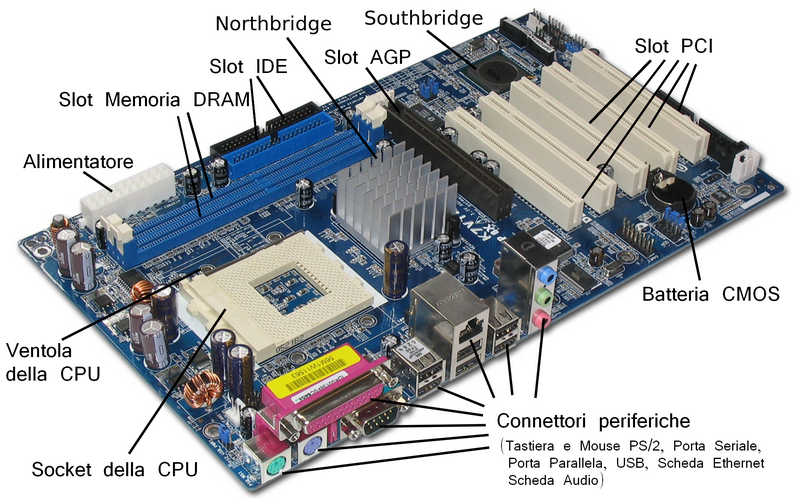 Northbridge
Southbridge
Slot IDE
Slot AGP
Slot PCI
Slot Memoria DRAM
Alimentatore
Batteria CMOS
Ventola
della CPU
Socket della CPU
Connettori periferiche
(Tastiera e Mouse PS/2, Porta Seriale,
Porta Parallela, USB, Scheda Ethernet
Scheda Audio)